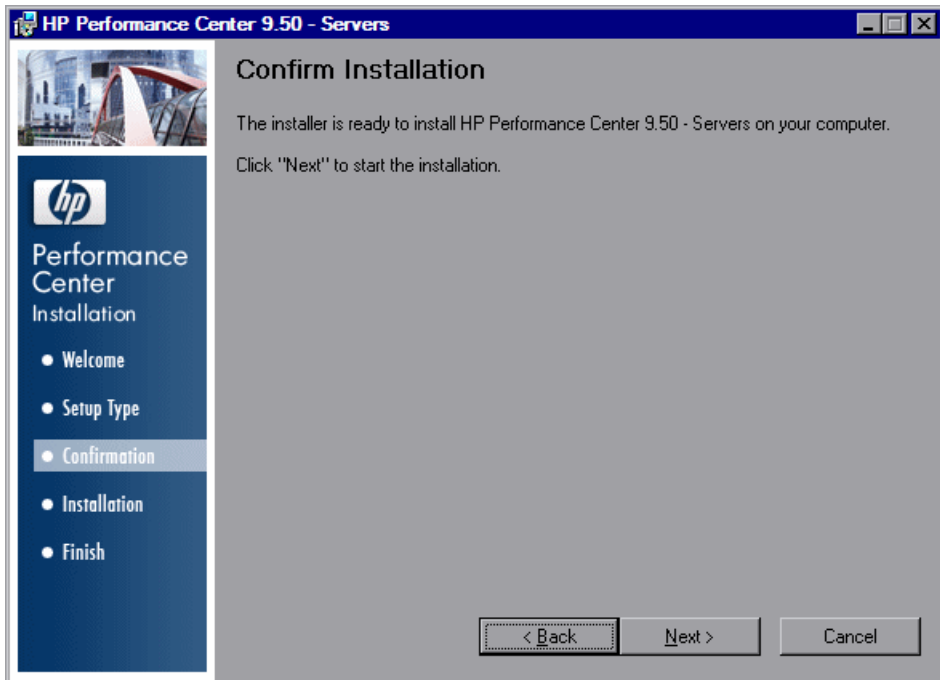 HP Performance Center 9.50 - Servers
Confirm Installation
The installer is ready to install HP Performance Center 9.50 - Servers on your computer.
Click "Next" to start the installation.
hp
Performance
Center
Installation
Welcome
Setup Type
Confirmation
Installation
Finish
< Back
Next >
Cancel